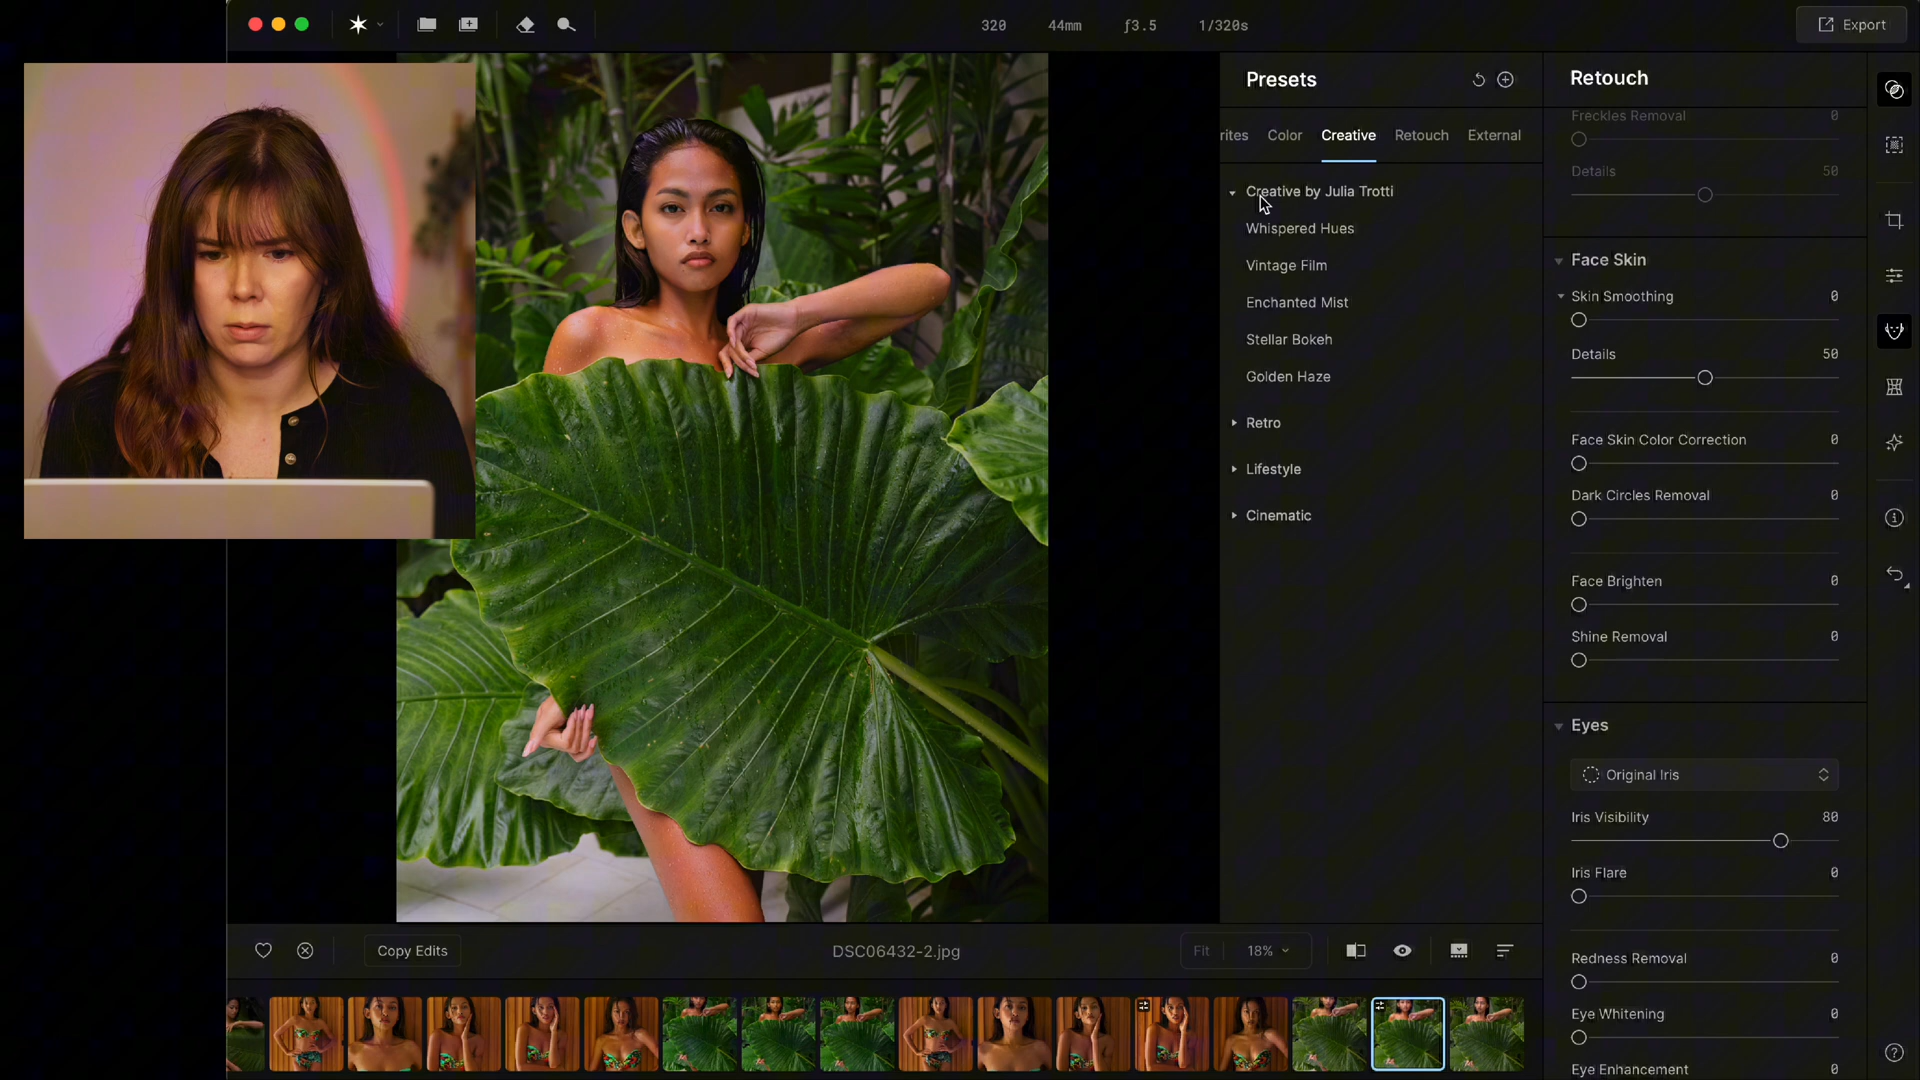 320 44mm ƒ3.5 1/320s
Export
Presets
rites Color Creative Retouch External
Creative by Julia Trotti
Whispered Hues
Vintage Film
Enchanted Mist
Stellar Bokeh
Golden Haze
Retro
Lifestyle
Cinematic
Retouch
Freckles Removal 0
Details 50
Face Skin
Skin Smoothing 0
Details 50
Face Skin Color Correction 0
Dark Circles Removal 0
Face Brighten 0
Shine Removal 0
Eyes
Original Iris
Iris Visibility 80
Iris Flare 0
Redness Removal 0
Eye Whitening 0
Eye Enhancement 0
Copy Edits
DSC06432-2.jpg
Fit 18%